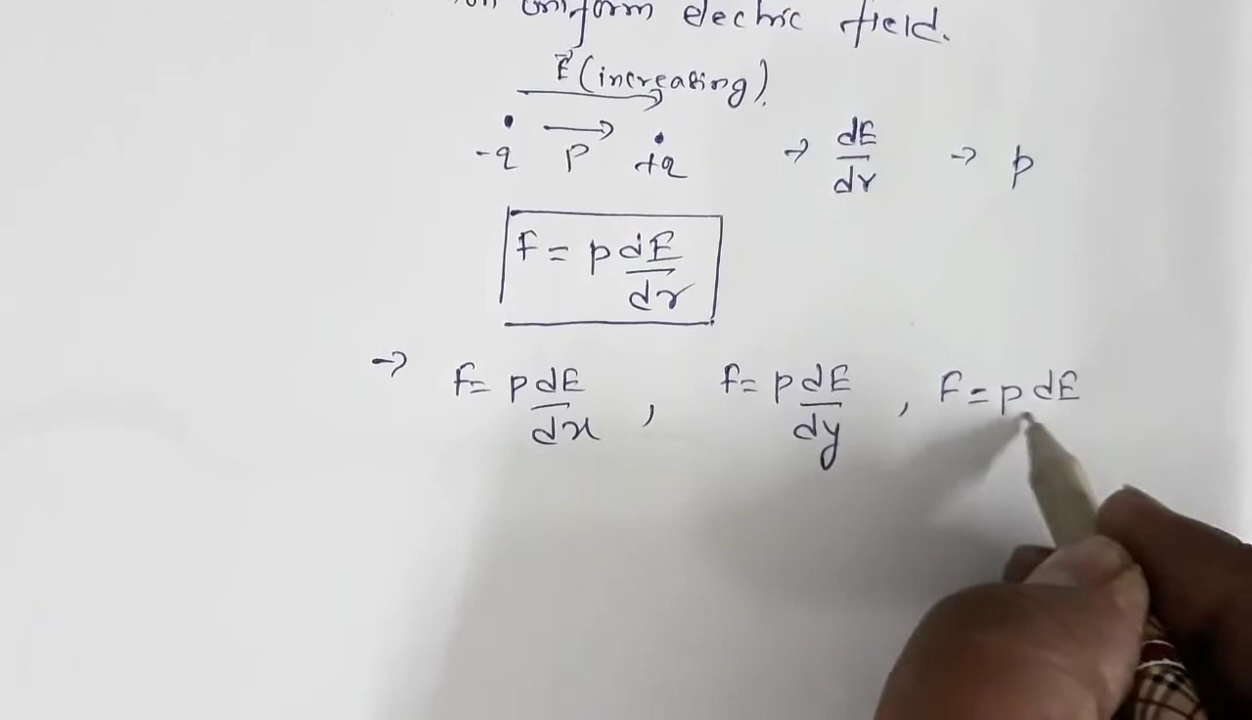 uniform electric field.
E⃗ (increasing).
-q → P +q → dE/dr → p
F = p dE/dr
→ F = p dE/dx , F = p dE/dy , F = p dE